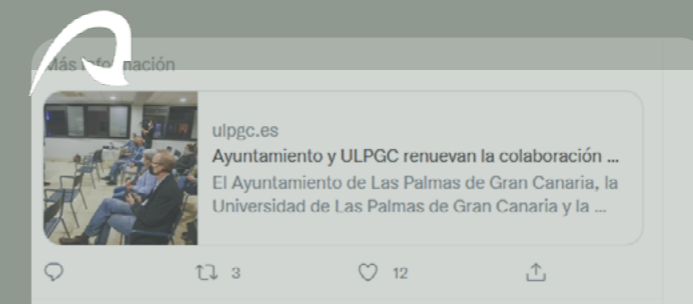 Más información
ulpgc.es
Ayuntamiento y ULPGC renuevan la colaboración ...
El Ayuntamiento de Las Palmas de Gran Canaria, la
Universidad de Las Palmas de Gran Canaria y la ...
3 12